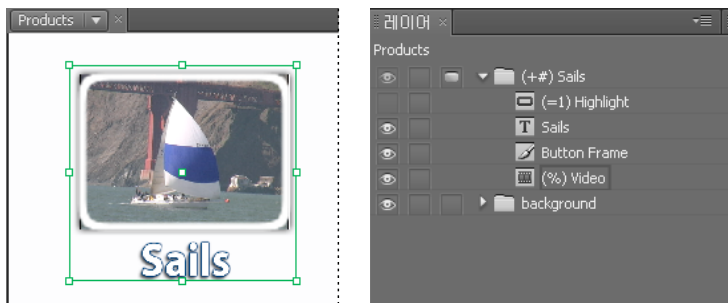 Products
Sails
레이어
Products
(+#) Sails
(=1) Highlight
T Sails
Button Frame
(%) Video
background